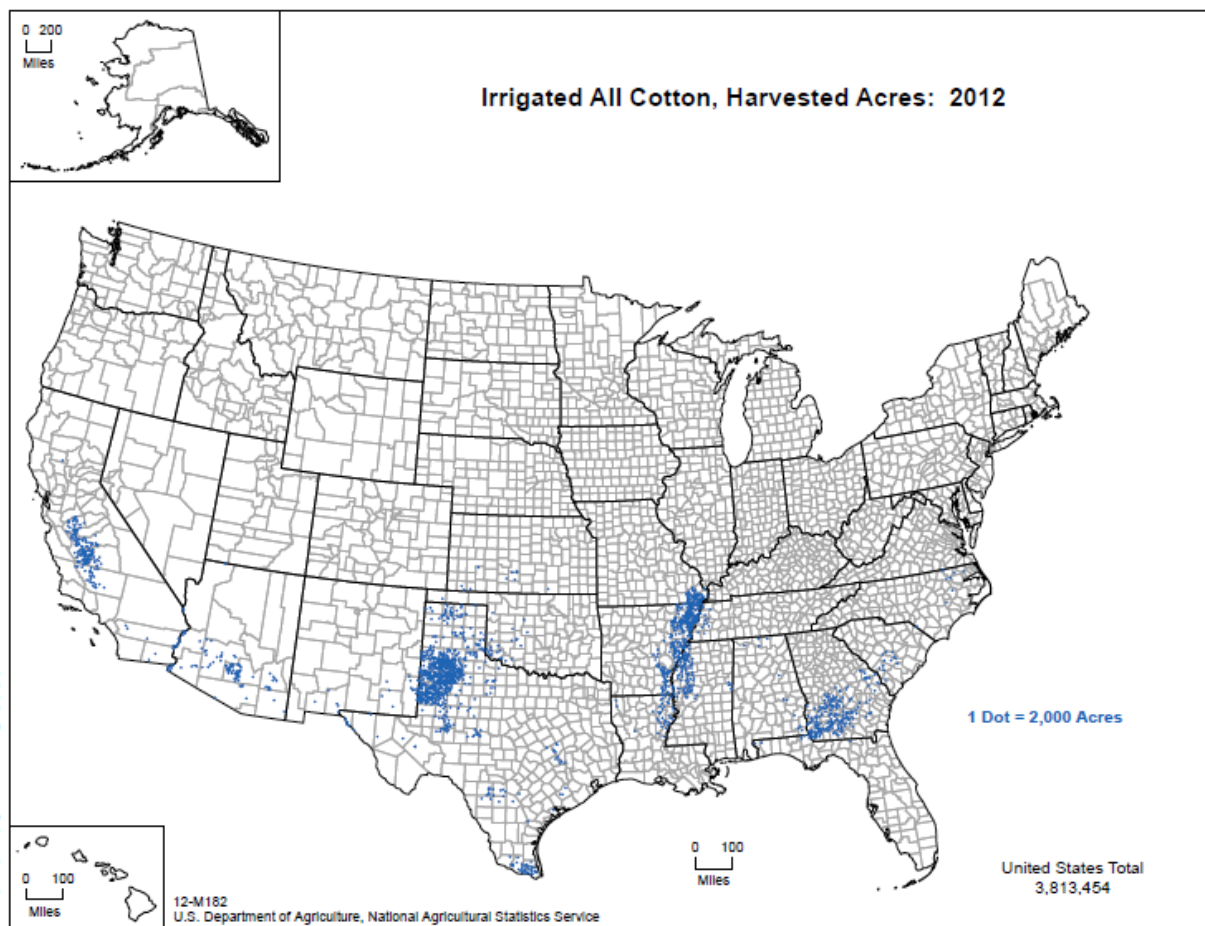 0 200
Miles
Irrigated All Cotton, Harvested Acres: 2012
1 Dot = 2,000 Acres
0 100
Miles
0 100
Miles
United States Total
3,813,454
12-M182
U.S. Department of Agriculture, National Agricultural Statistics Service